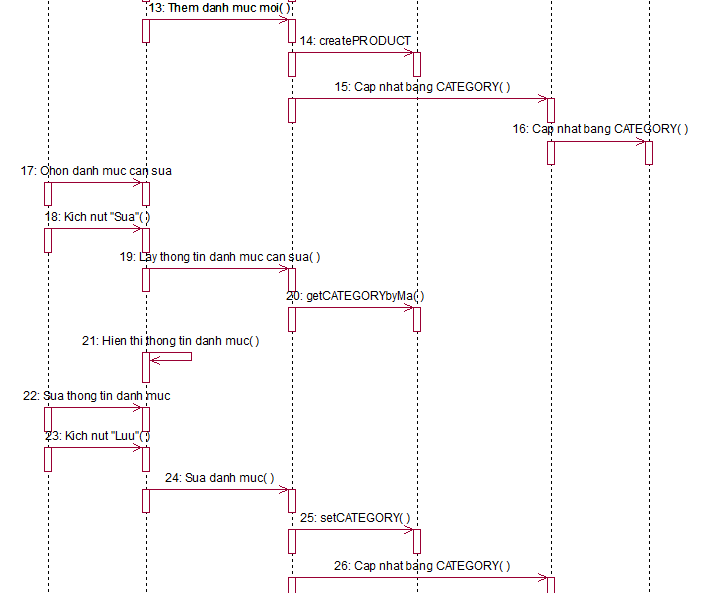 13: Them danh muc moi( )
14: createPRODUCT
15: Cap nhat bang CATEGORY( )
16: Cap nhat bang CATEGORY( )
17: Chon danh muc can sua
18: Kich nut "Sua"( )
19: Lay thong tin danh muc can sua( )
20: getCATEGORYbyMa( )
21: Hien thi thong tin danh muc( )
22: Sua thong tin danh muc
23: Kich nut "Luu"( )
24: Sua danh muc( )
25: setCATEGORY( )
26: Cap nhat bang CATEGORY( )